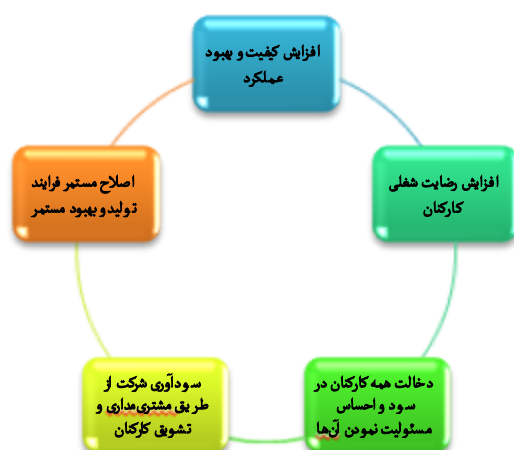 افزایش کیفیت و بهبود
عملکرد
افزایش رضایت شغلی
کارکنان
دخالت همه کارکنان در
سود و احساس
مسئولیت نمودن آن‌ها
سودآوری شرکت از
طریق مشتری‌مداری و
تشویق کارکنان
اصلاح مستمر فرایند
تولید و بهبود مستمر